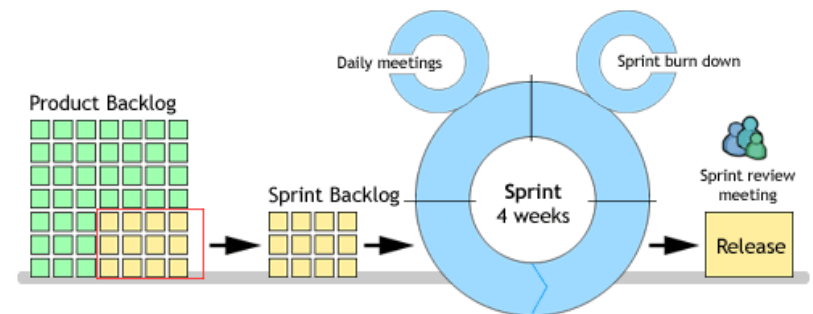 Daily meetings
Sprint burn down
Product Backlog
Sprint Backlog
Sprint
4 weeks
Sprint review
meeting
Release